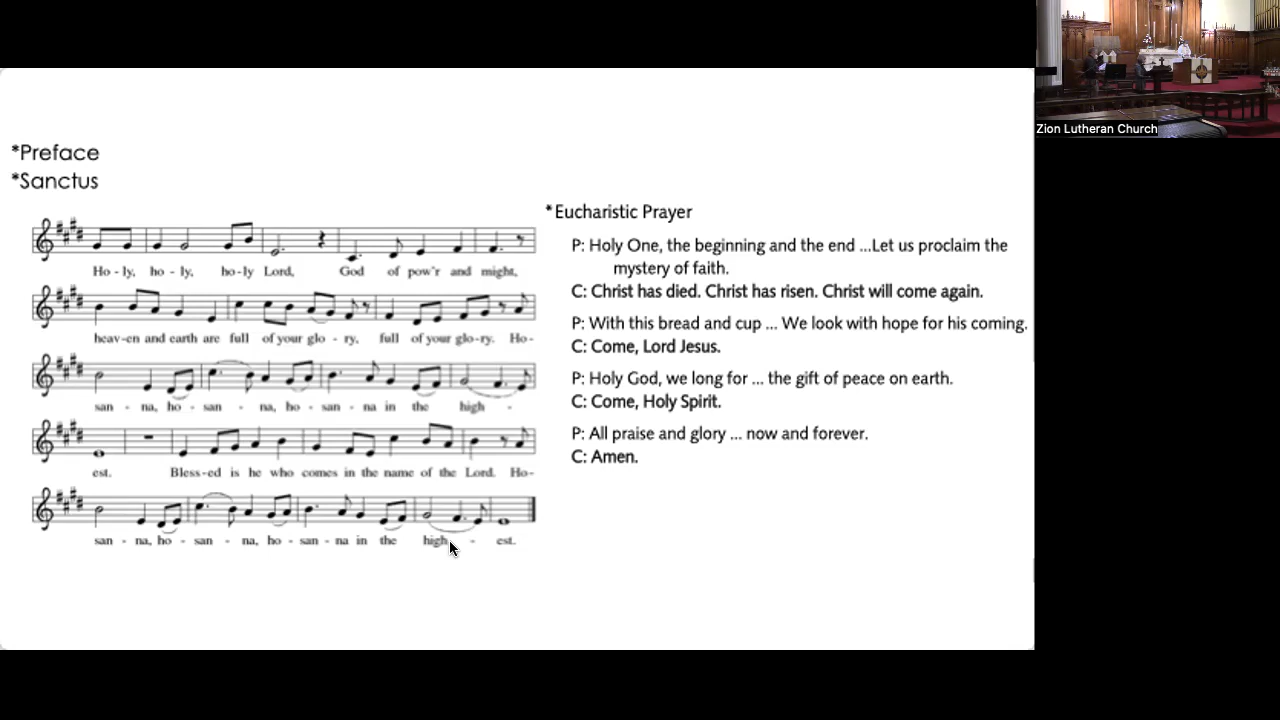 *Preface
*Sanctus
Ho - ly, ho - ly, ho-ly Lord, God of pow'r and might,
heav-en and earth are full of your glo - ry, full of your glo-ry. Ho-
san - na, ho - san - na, ho - san - na in the high -
est. Bless-ed is he who comes in the name of the Lord. Ho-
san - na, ho - san - na, ho - san - na in the high - est.
*Eucharistic Prayer
P: Holy One, the beginning and the end ...Let us proclaim the
mystery of faith.
C: Christ has died. Christ has risen. Christ will come again.
P: With this bread and cup ... We look with hope for his coming.
C: Come, Lord Jesus.
P: Holy God, we long for ... the gift of peace on earth.
C: Come, Holy Spirit.
P: All praise and glory ... now and forever.
C: Amen.
Zion Lutheran Church